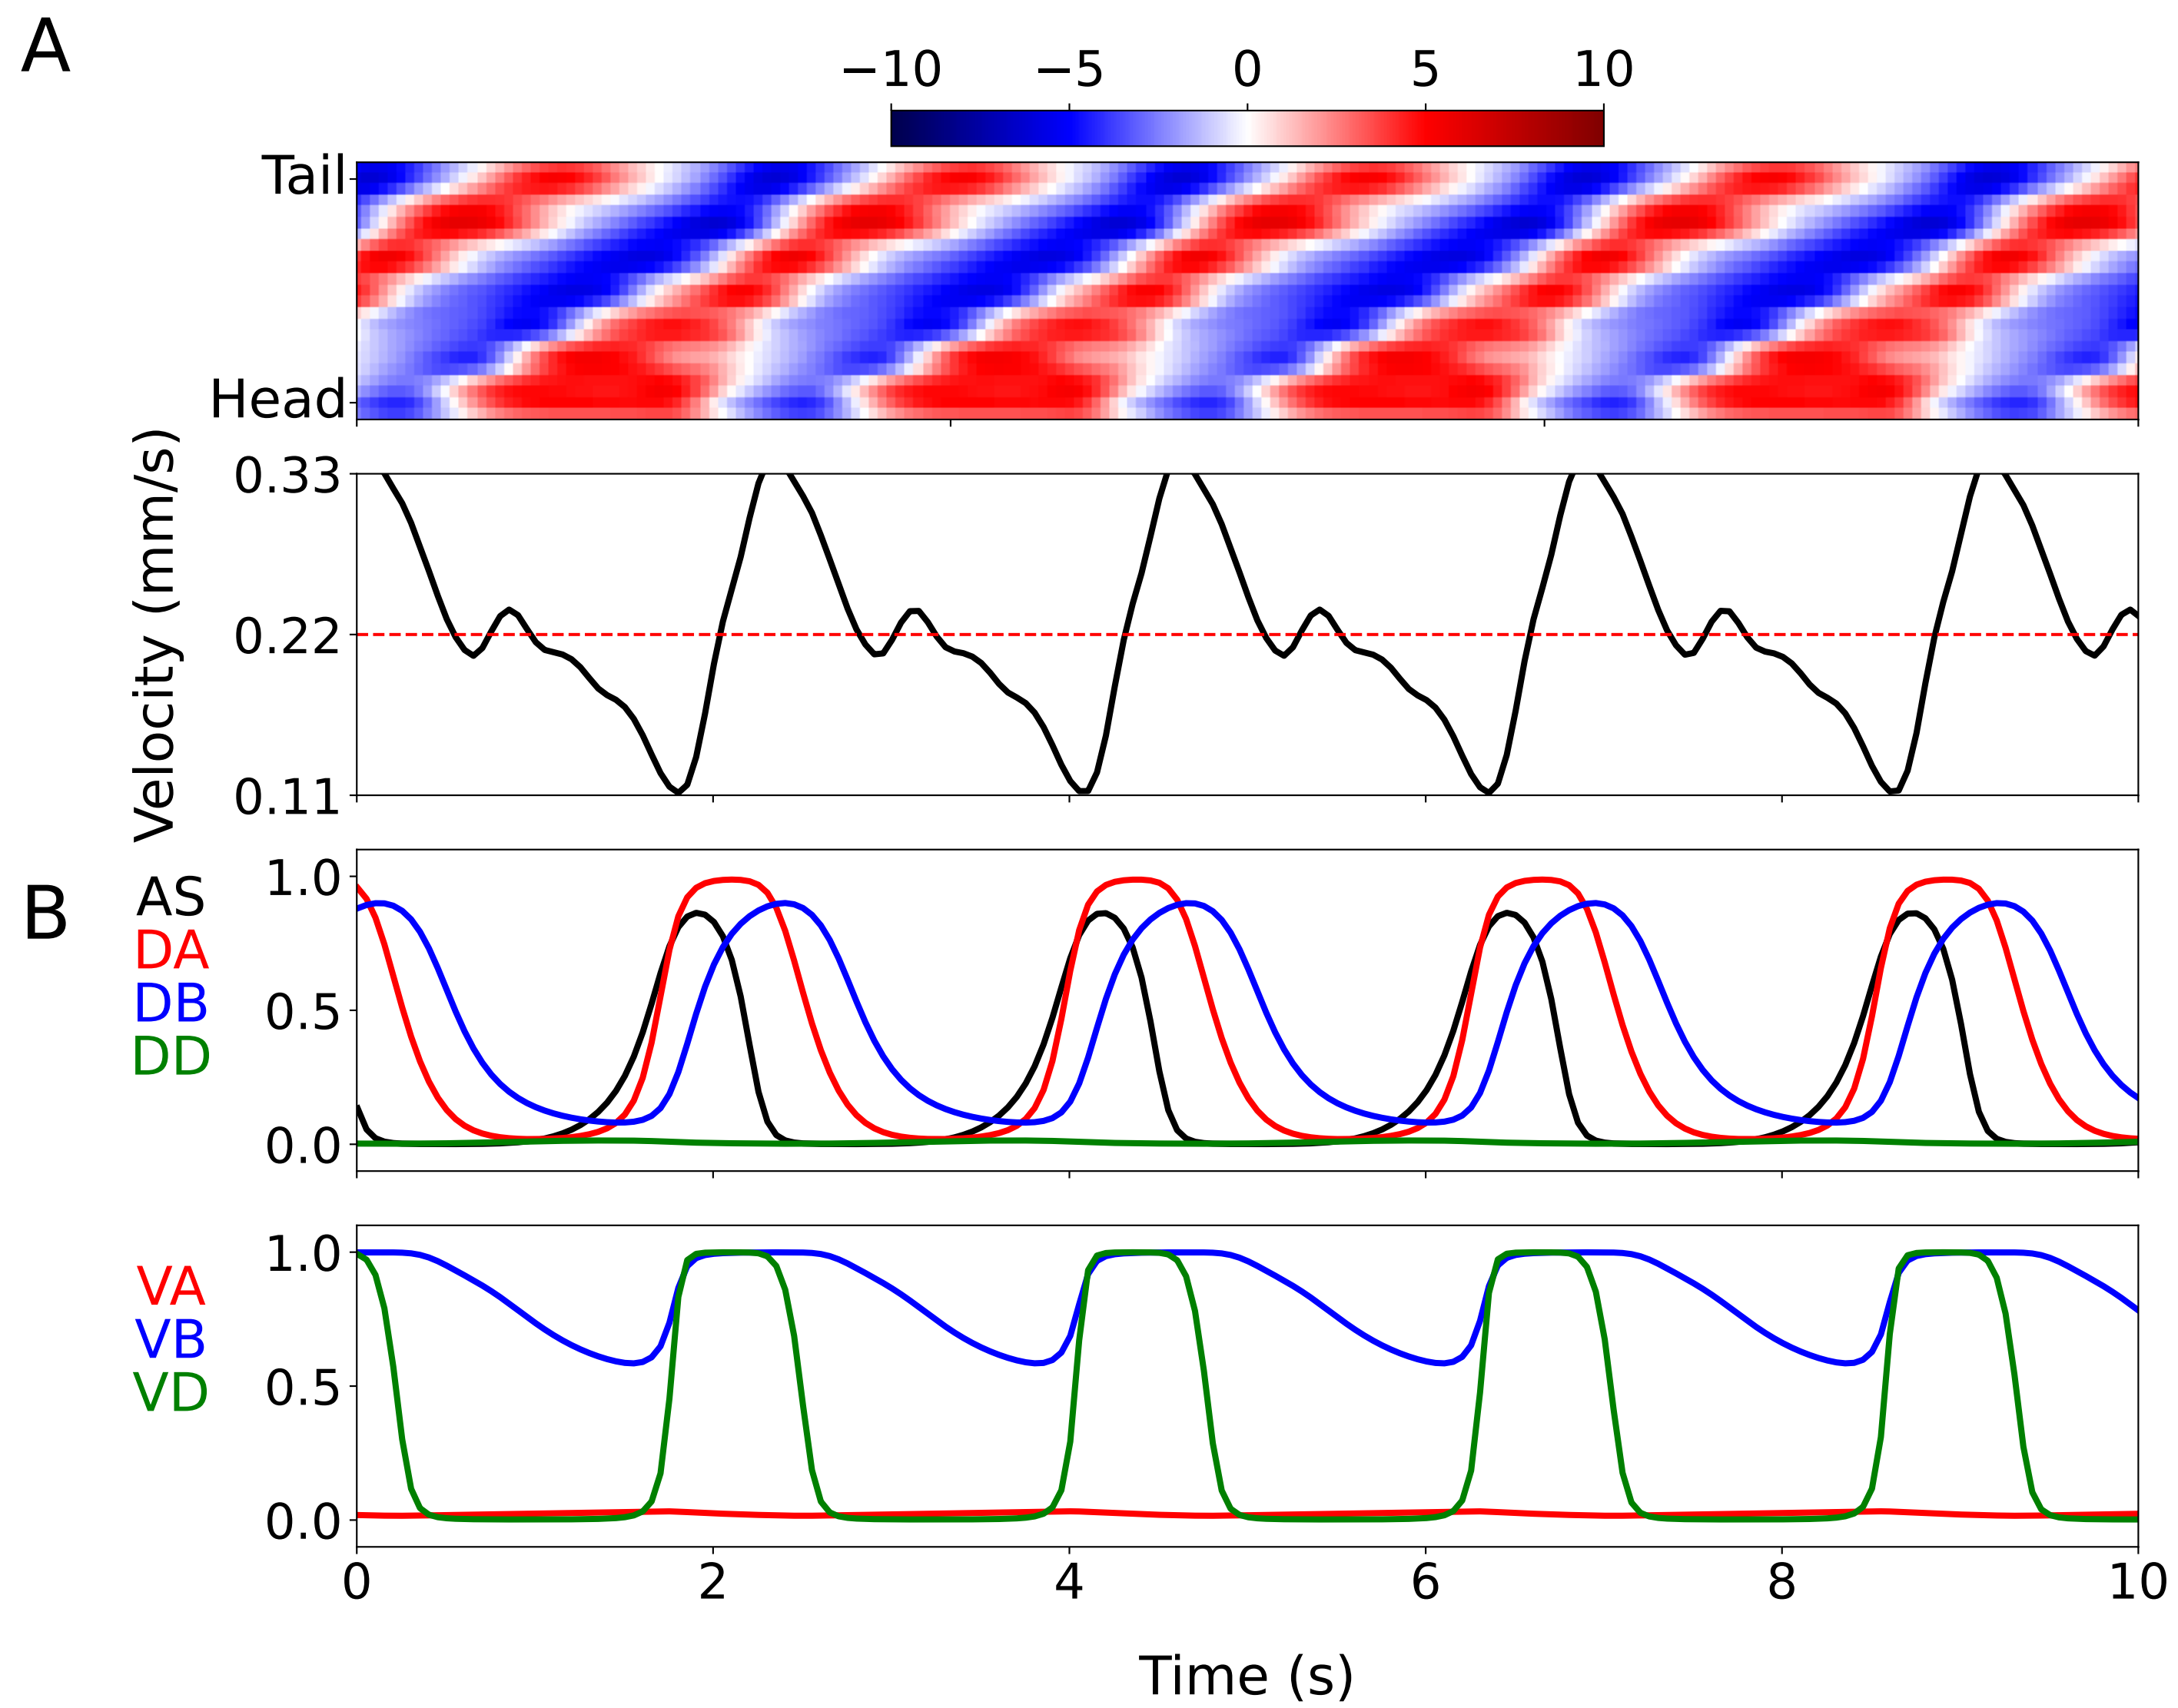 A
−10 −5 0 5 10
Tail
Head
Velocity (mm/s)
0.33
0.22
0.11
B
AS
DA
DB
DD
1.0
0.5
0.0
VA
VB
VD
1.0
0.5
0.0
0 2 4 6 8 10
Time (s)